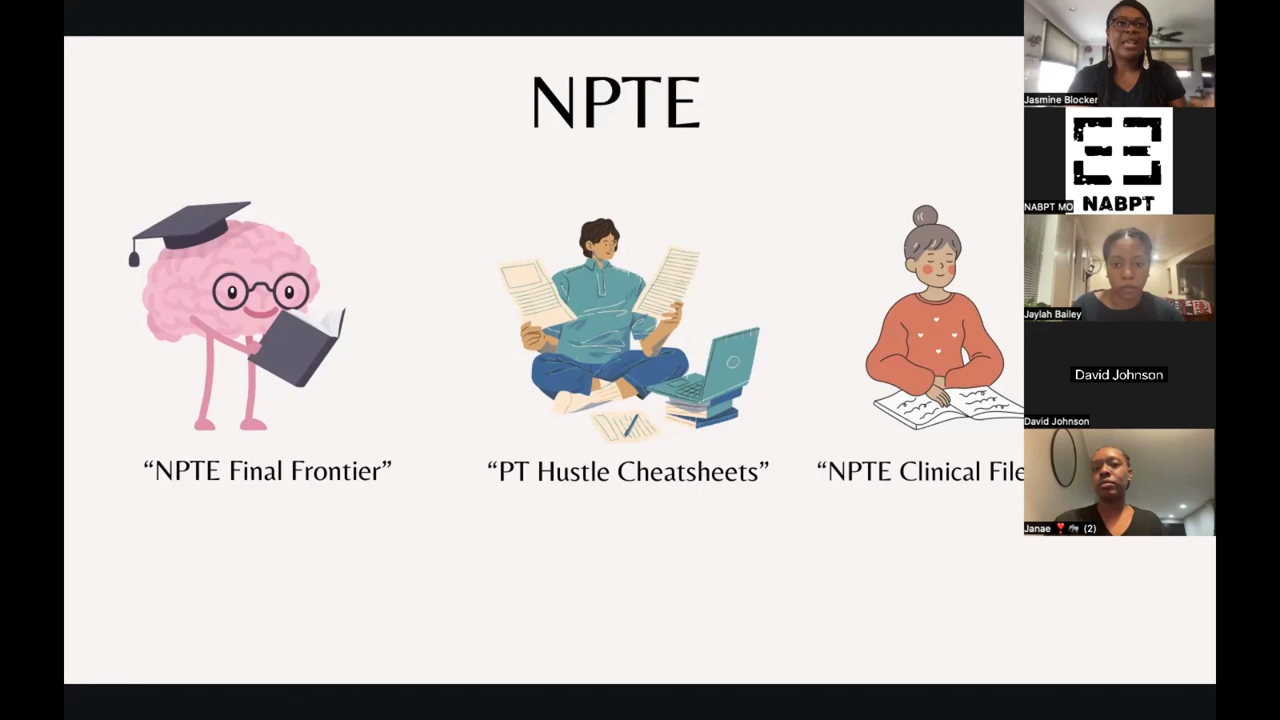 NPTE
“NPTE Final Frontier”
“PT Hustle Cheatsheets”
“NPTE Clinical File
Jasmine Blocker
NABPT
NABPT MO
Jaylah Bailey
David Johnson
David Johnson
Janae ❣️🦓 (2)